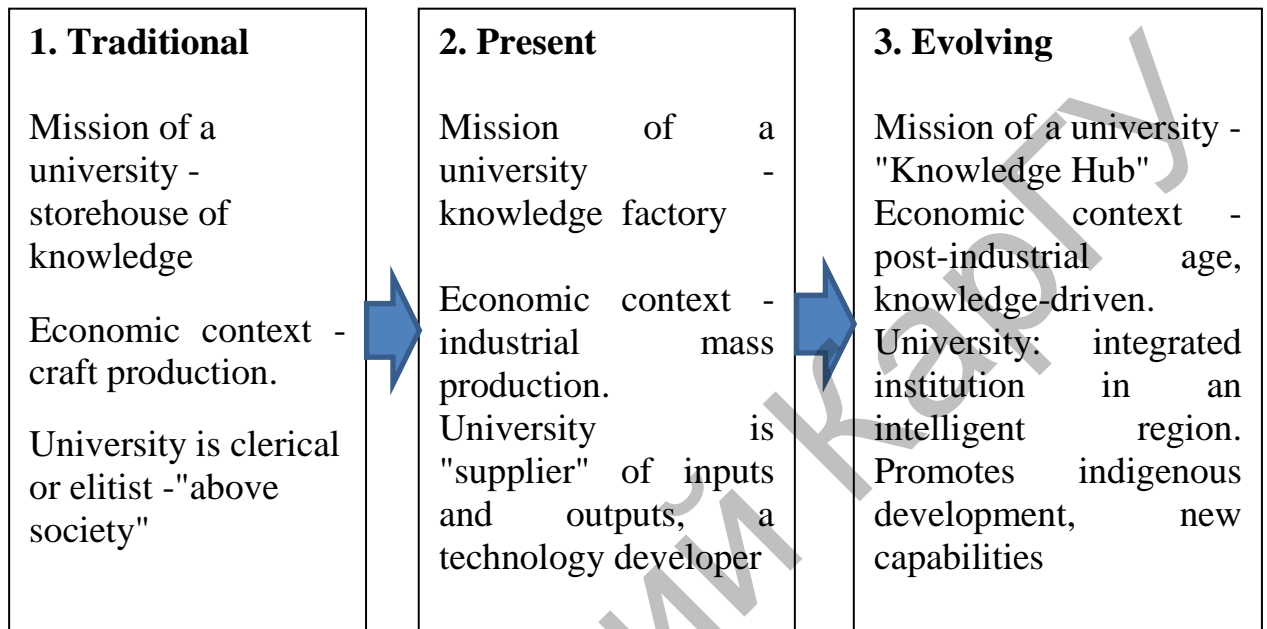 1. Traditional
Mission of a
university -
storehouse of
knowledge
Economic context -
craft production.
University is clerical
or elitist -"above
society"
2. Present
Mission of a
university -
knowledge factory
Economic context -
industrial mass
production.
University is
"supplier" of inputs
and outputs, a
technology developer
3. Evolving
Mission of a university -
"Knowledge Hub"
Economic context -
post-industrial age,
knowledge-driven.
University: integrated
institution in an
intelligent region.
Promotes indigenous
development, new
capabilities
КарГУ